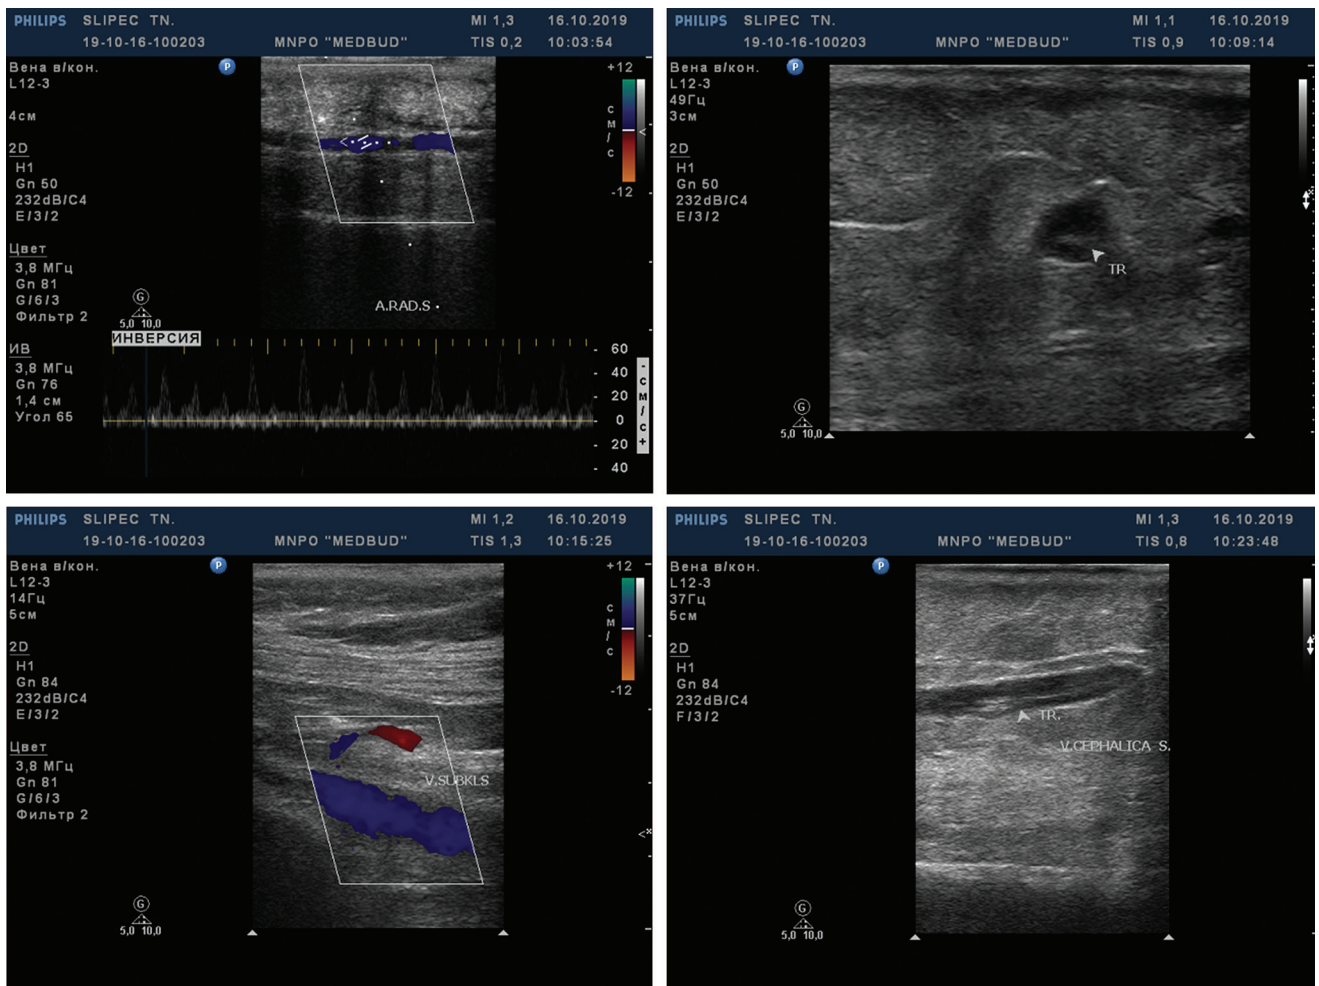 PHILIPS SLIPEC TN. MI 1,3 16.10.2019
19-10-16-100203 MNPO "MEDBUD" TIS 0,2 10:03:54
Вена в/кон. P +12
L12-3
4см
см/с
2D
H1
Gn 50
232dB/C4
E/3/2
-12
Цвет
3,8 МГц
Gn 81
G/6/3
Фильтр 2
A.RAD.S
G
5,0 10,0
ИНВЕРСИЯ
ИВ
3,8 МГц
Gn 76
1,4 см
Угол 65
60
40
20
0
20
40
- см/с +
PHILIPS SLIPEC TN. MI 1,1 16.10.2019
19-10-16-100203 MNPO "MEDBUD" TIS 0,9 10:09:14
Вена в/кон. P
L12-3
49Гц
3см
2D
H1
Gn 50
232dB/C4
E/3/2
TR
G
5,0 10,0
PHILIPS SLIPEC TN. MI 1,2 16.10.2019
19-10-16-100203 MNPO "MEDBUD" TIS 1,3 10:15:25
Вена в/кон. P +12
L12-3
14Гц
5см
см/с
2D
H1
Gn 84
232dB/C4
E/3/2
-12
Цвет
3,8 МГц
Gn 81
G/6/3
Фильтр 2
V.SUBKLS
G
5,0 10,0
PHILIPS SLIPEC TN. MI 1,3 16.10.2019
19-10-16-100203 MNPO "MEDBUD" TIS 0,8 10:23:48
Вена в/кон. P
L12-3
37Гц
5см
2D
H1
Gn 84
232dB/C4
F/3/2
TR.
V.CEPHALICA S.
G
5,0 10,0